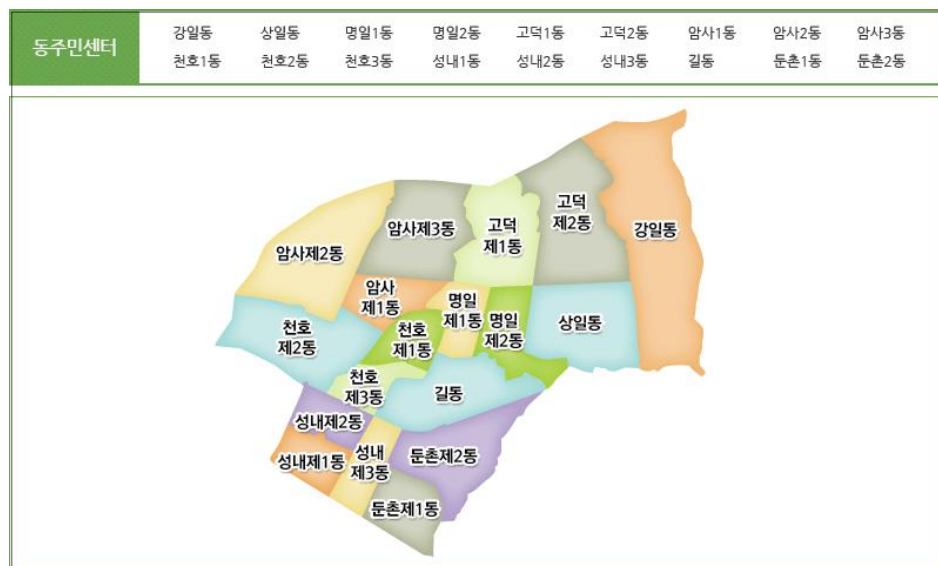 동주민센터
강일동 상일동 명일1동 명일2동 고덕1동 고덕2동 암사1동 암사2동 암사3동
천호1동 천호2동 천호3동 성내1동 성내2동 성내3동 길동 둔촌1동 둔촌2동
고덕
제2동
암사제3동
고덕
제1동
강일동
암사제2동
암사
제1동
명일
제1동
명일
제2동
상일동
천호
제2동
천호
제1동
천호
제3동
길동
성내제2동
성내제1동
성내
제3동
둔촌제2동
둔촌제1동